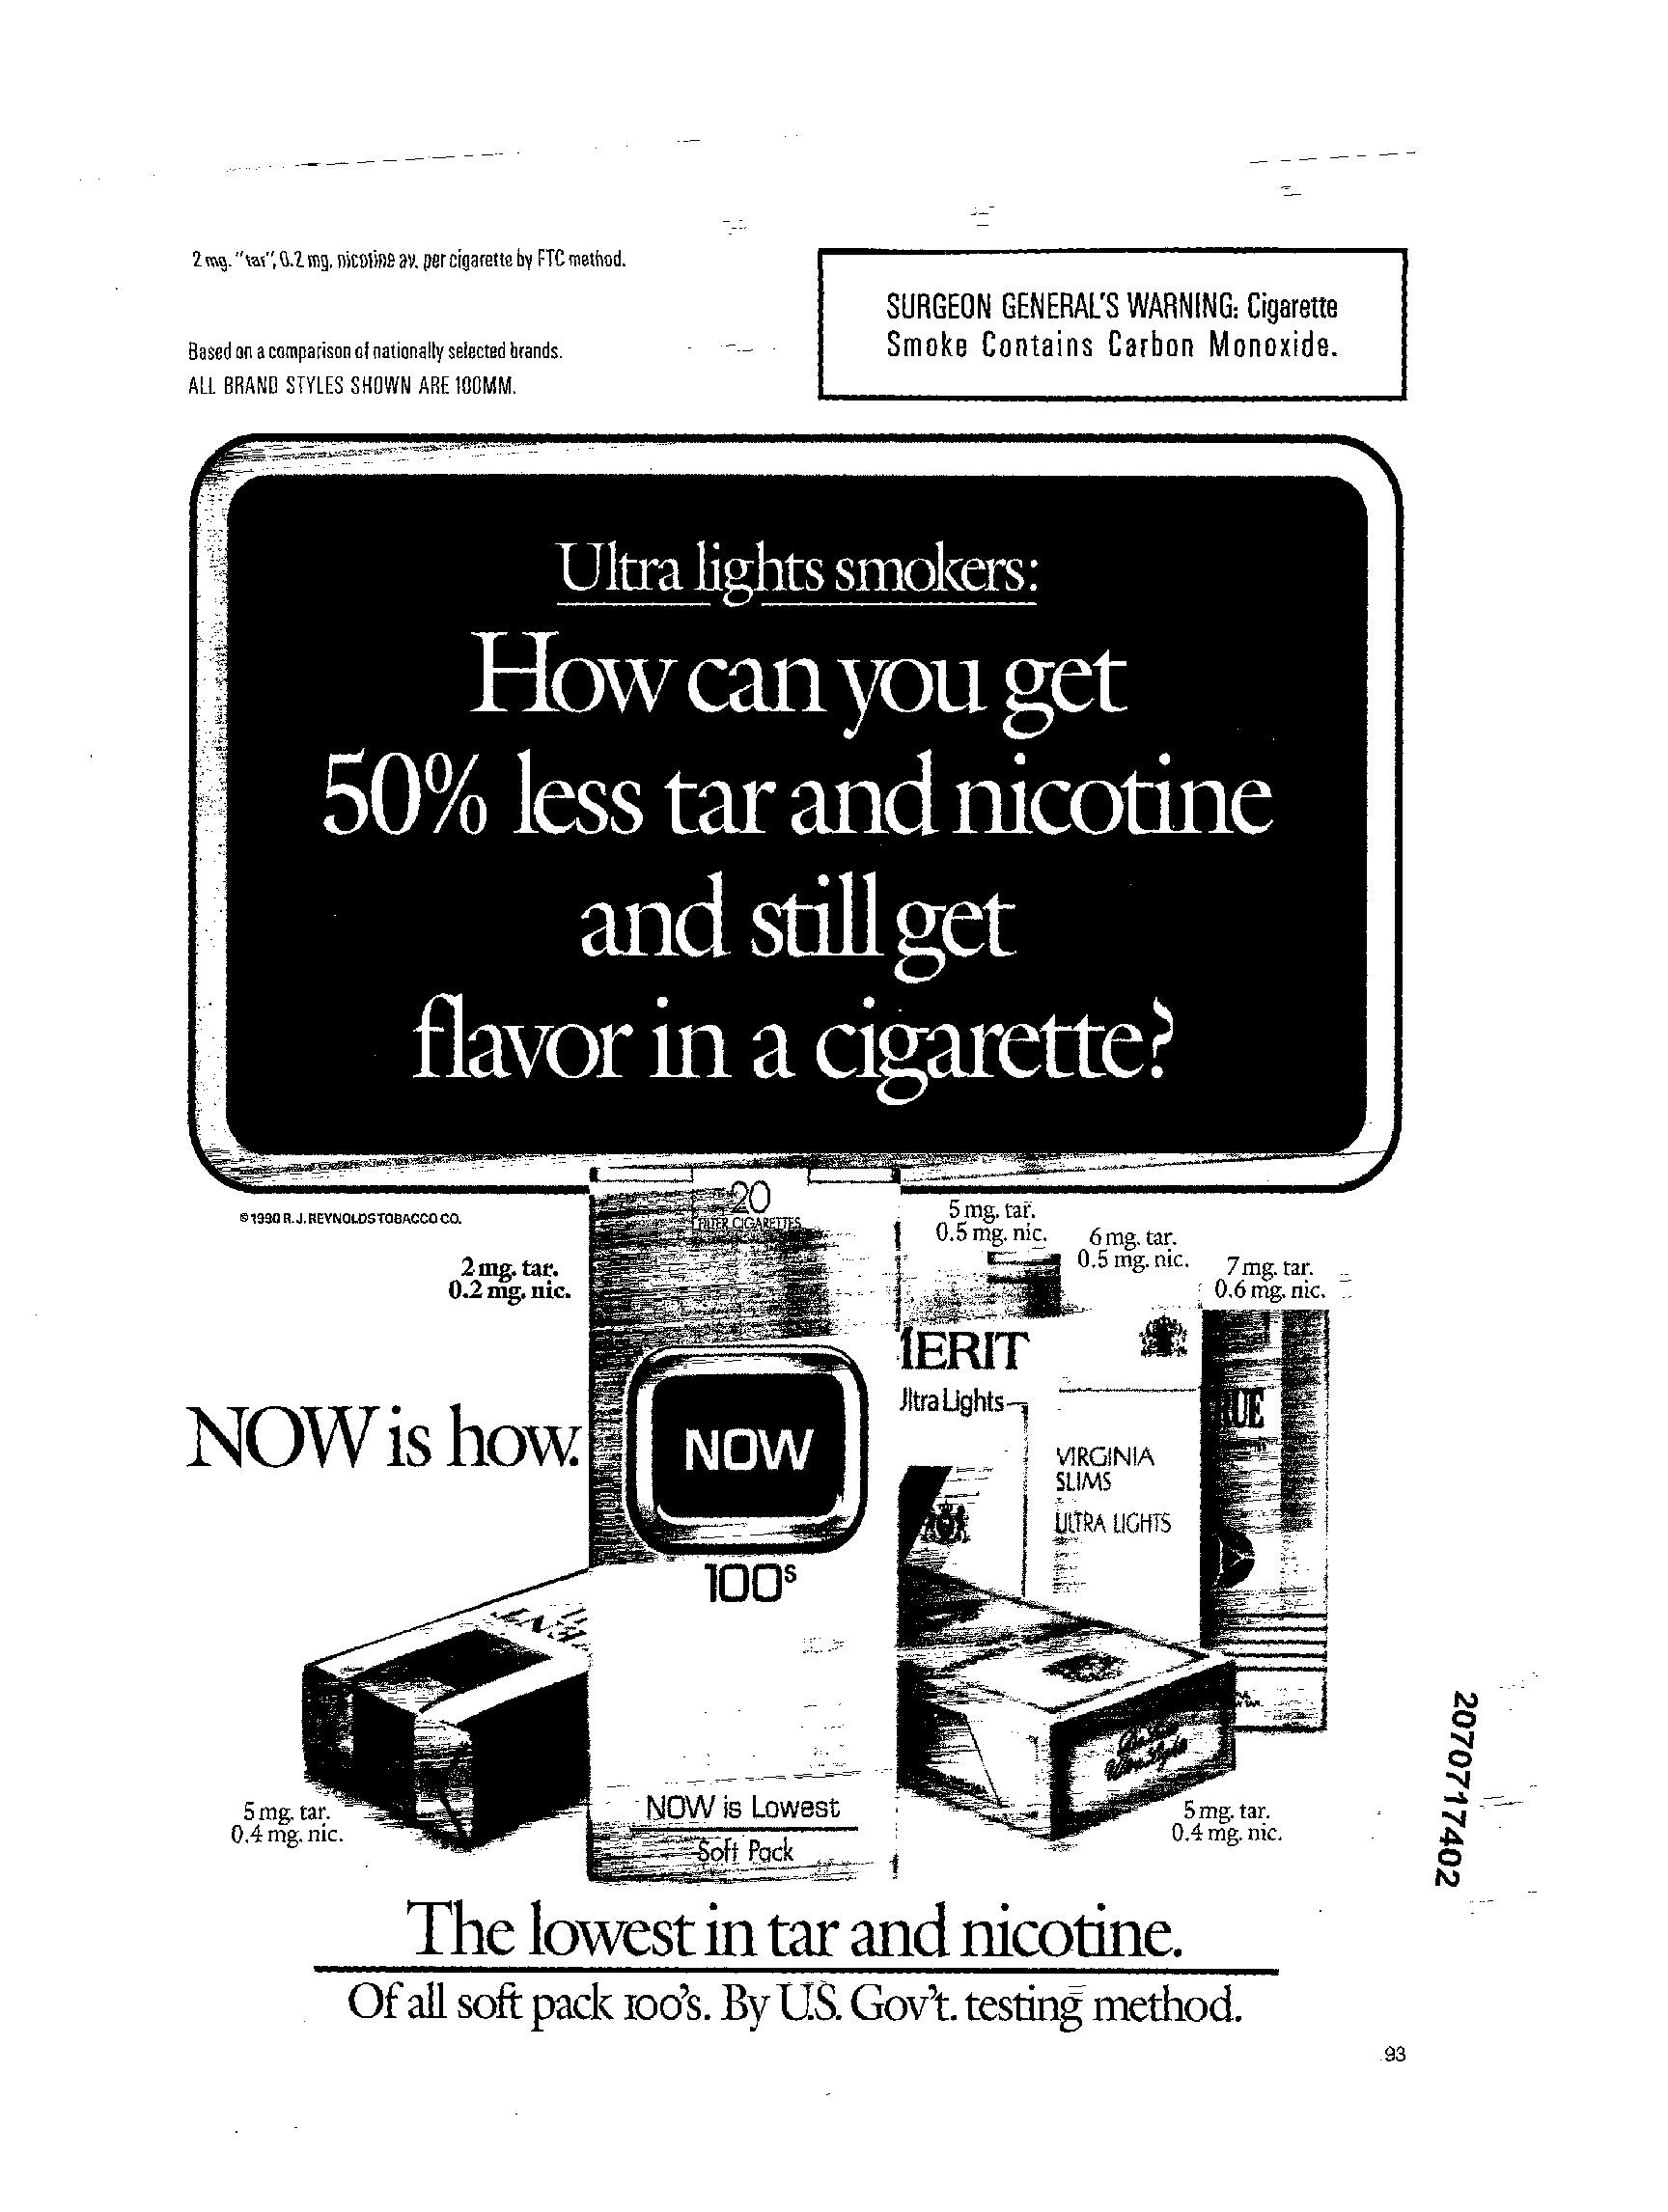 2 mg. "tar", 0.2 mg. nicotine av. per cigarette by FTC method.
Based on a comparison of nationally selected brands.
ALL BRAND STYLES SHOWN ARE 100MM.
SURGEON GENERAL'S WARNING: Cigarette
Smoke Contains Carbon Monoxide.
Ultra lights smokers:
How can you get
50% less tar and nicotine
and still get
flavor in a cigarette?
© 1990 R.J. REYNOLDS TOBACCO CO.
2 mg. tar.
0.2 mg. nic.
20
FILTER CIGARETTES
5 mg. tar.
0.5 mg. nic.
6 mg. tar.
0.5 mg. nic.
7 mg. tar.
0.6 mg. nic.
NOW is how.
NOW
100s
MERIT
Ultra Lights
VIRGINIA
SLIMS
ULTRA LIGHTS
RUE
5 mg. tar.
0.4 mg. nic.
NOW is Lowest
Soft Pack
5 mg. tar.
0.4 mg. nic.
The lowest in tar and nicotine.
Of all soft pack 100's. By U.S. Gov't. testing method.
93
2070717402